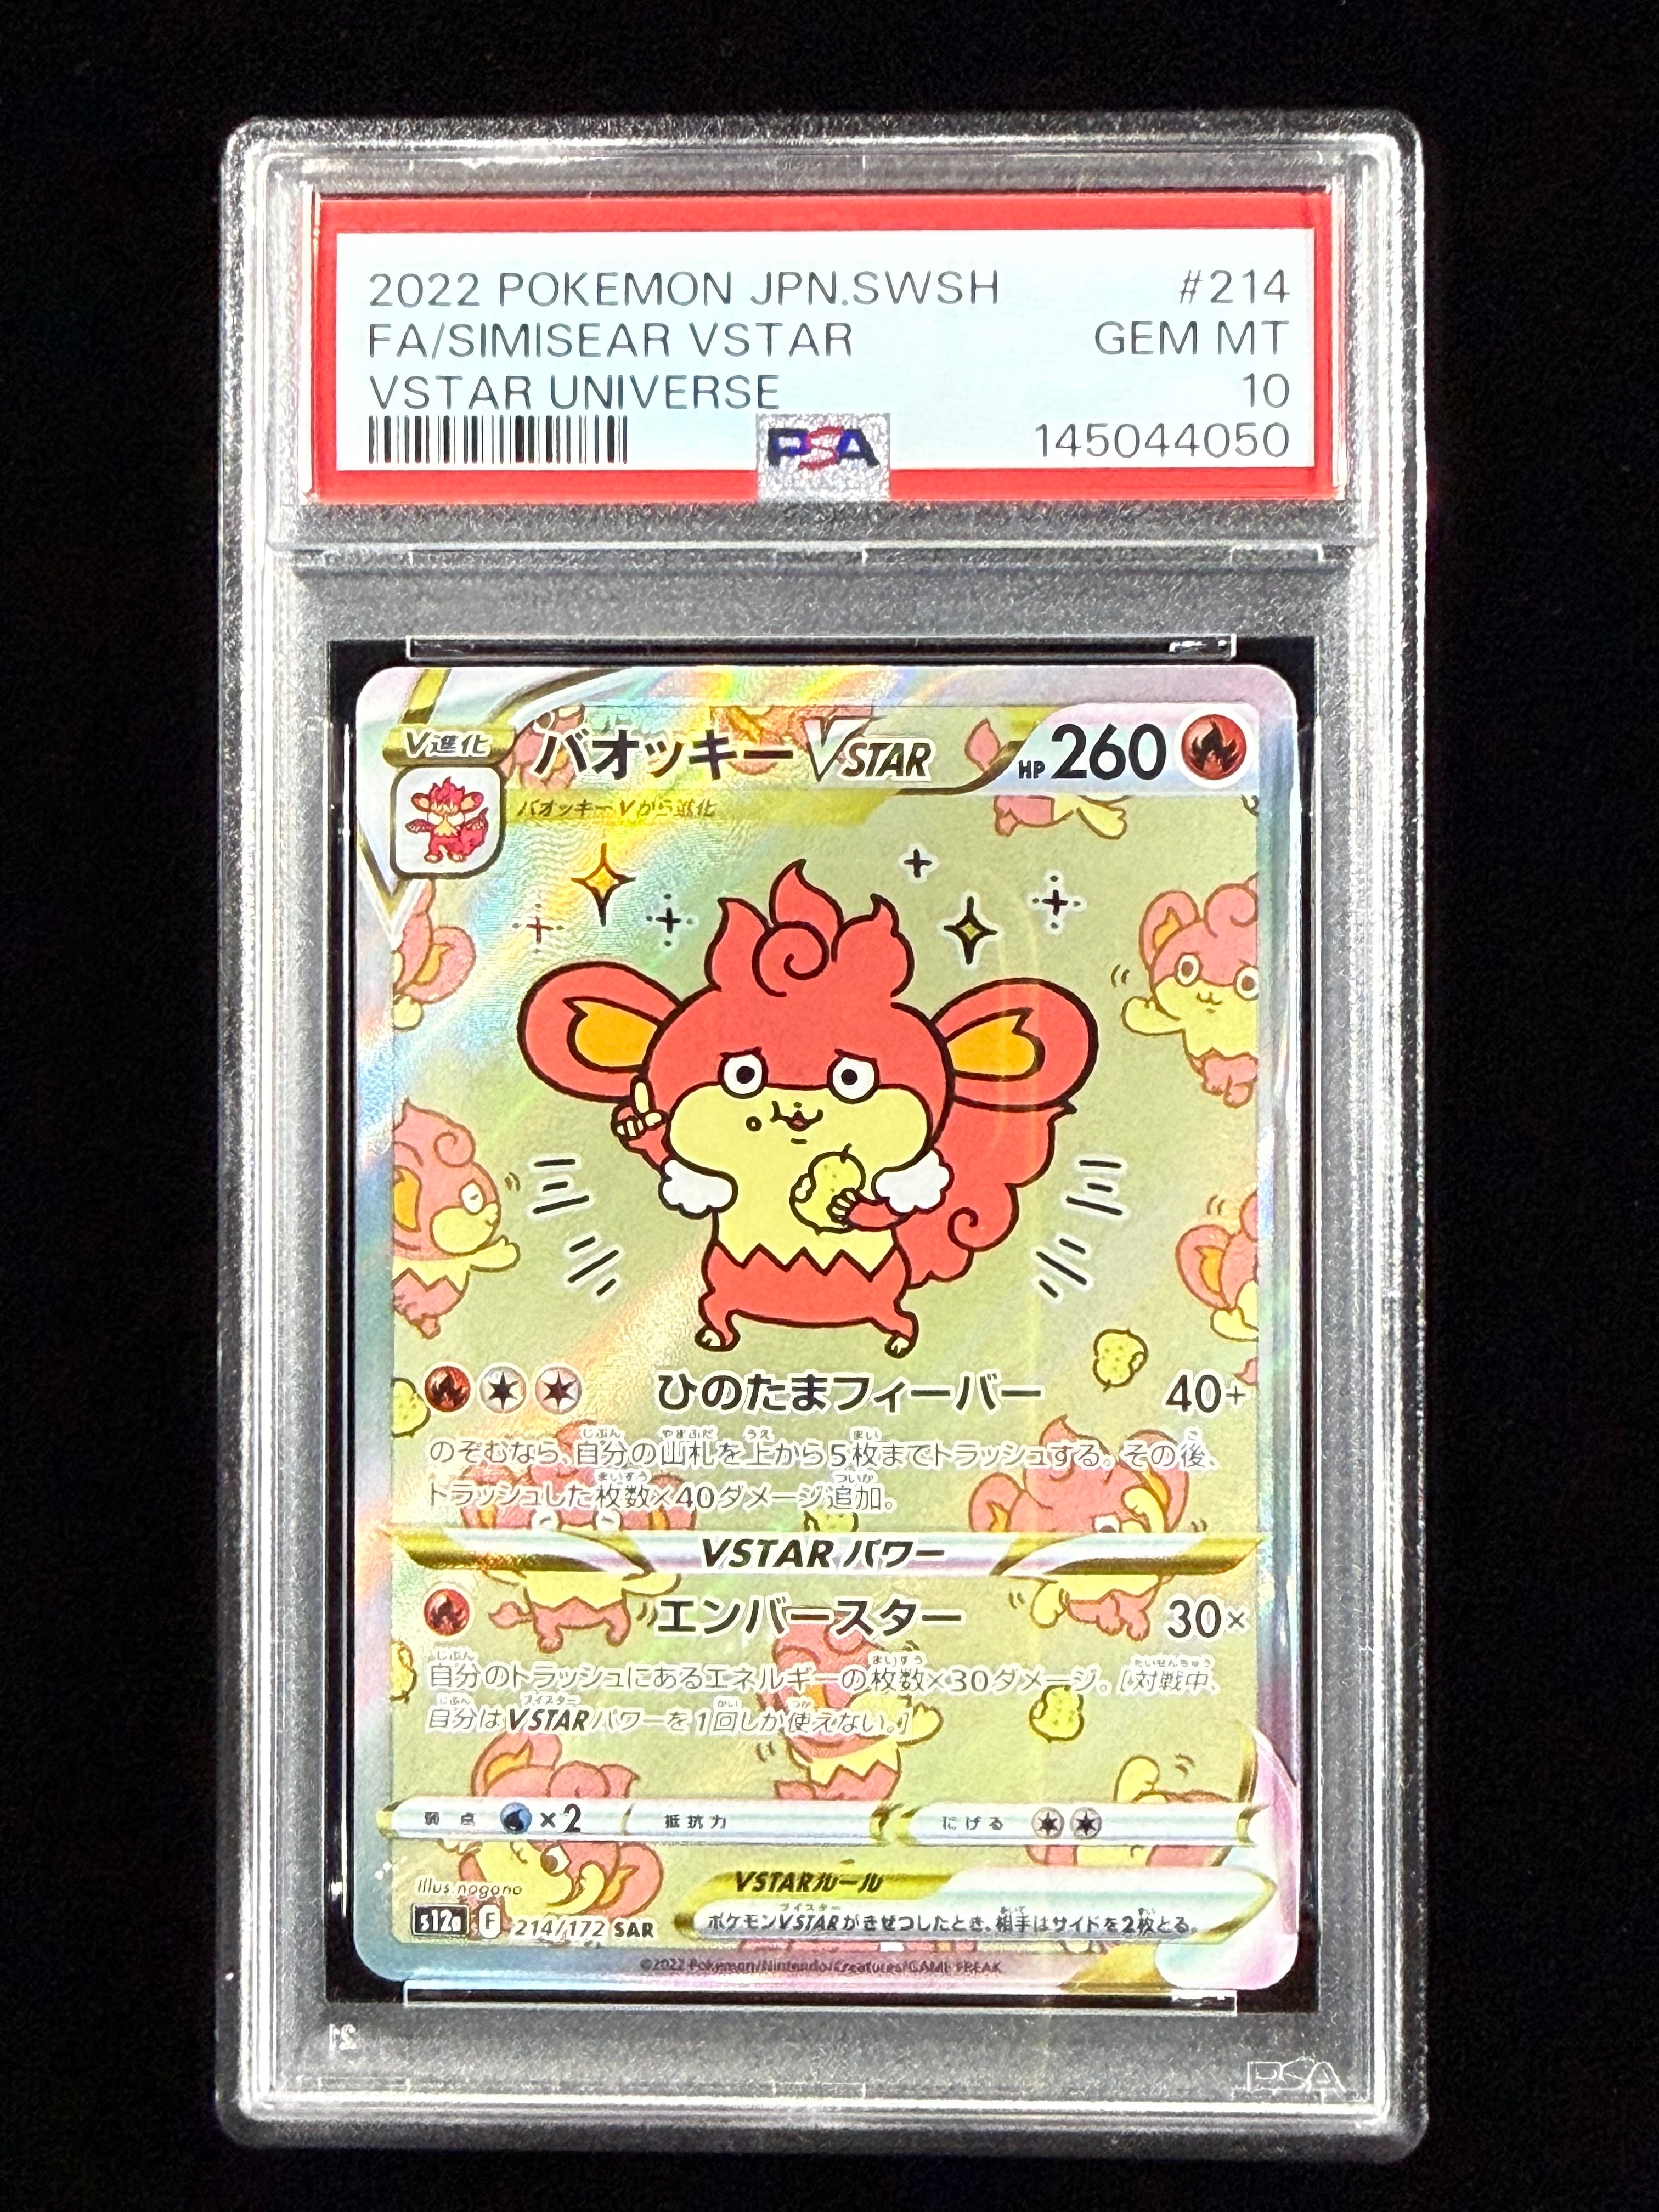 2022 POKEMON JPN.SWSH #214
FA/SIMISEAR VSTAR GEM MT
VSTAR UNIVERSE 10
PSA 145044050
V進化 バオッキーVSTAR HP260
バオッキーVから進化
ひのたまフィーバー 40+
のぞむなら、自分の山札を上から5枚までトラッシュする。その後、
トラッシュした枚数×40ダメージ追加。
VSTARパワー
エンバースター 30×
自分のトラッシュにあるエネルギーの枚数×30ダメージ。[対戦中、
自分はVSTARパワーを1回しか使えない。]
弱点 ×2 抵抗力 にげる
Illus. nagano
VSTARルール
s12a F 214/172 SAR
ポケモンVSTARがきぜつしたとき、相手はサイドを2枚とる。
©2022 Pokémon/Nintendo/Creatures/GAME FREAK
PSA